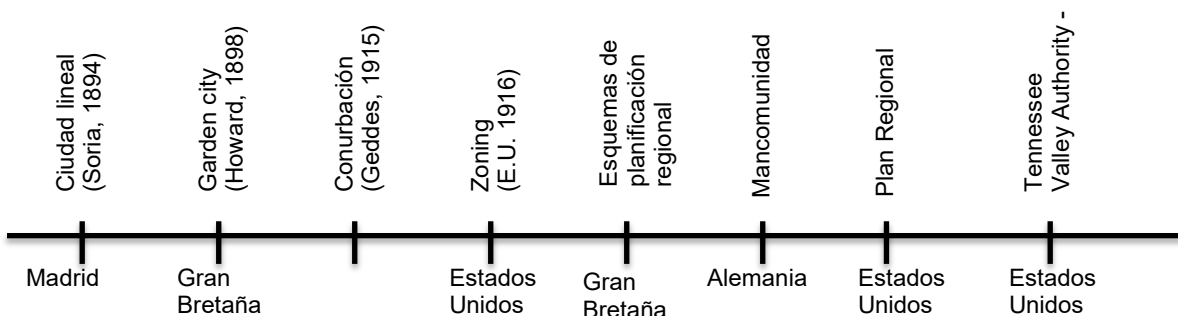 Ciudad lineal
(Soria, 1894)
Garden city
(Howard, 1898)
Conurbación
(Geddes, 1915)
Zoning
(E.U. 1916)
Esquemas de
planificación
regional
Mancomunidad
Plan Regional
Tennessee
Valley Authority -
Madrid
Gran
Bretaña
Estados
Unidos
Gran
Bretaña
Alemania
Estados
Unidos
Estados
Unidos